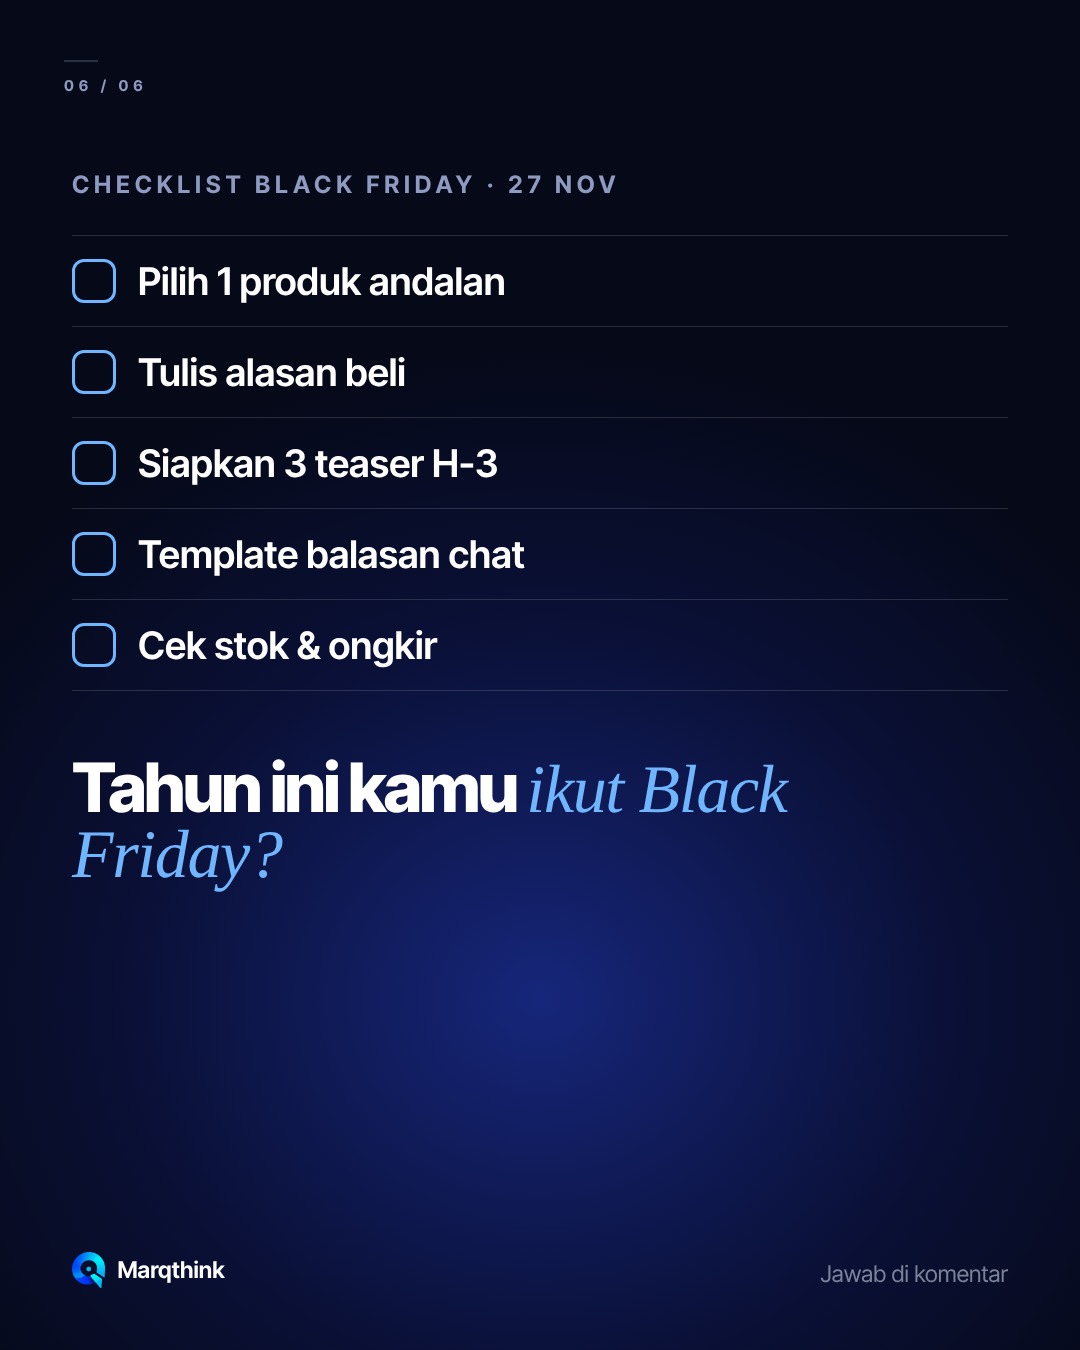 06 / 06
CHECKLIST BLACK FRIDAY · 27 NOV
Pilih 1 produk andalan
Tulis alasan beli
Siapkan 3 teaser H-3
Template balasan chat
Cek stok & ongkir
Tahun ini kamu ikut Black
Friday?
Marqthink
Jawab di komentar